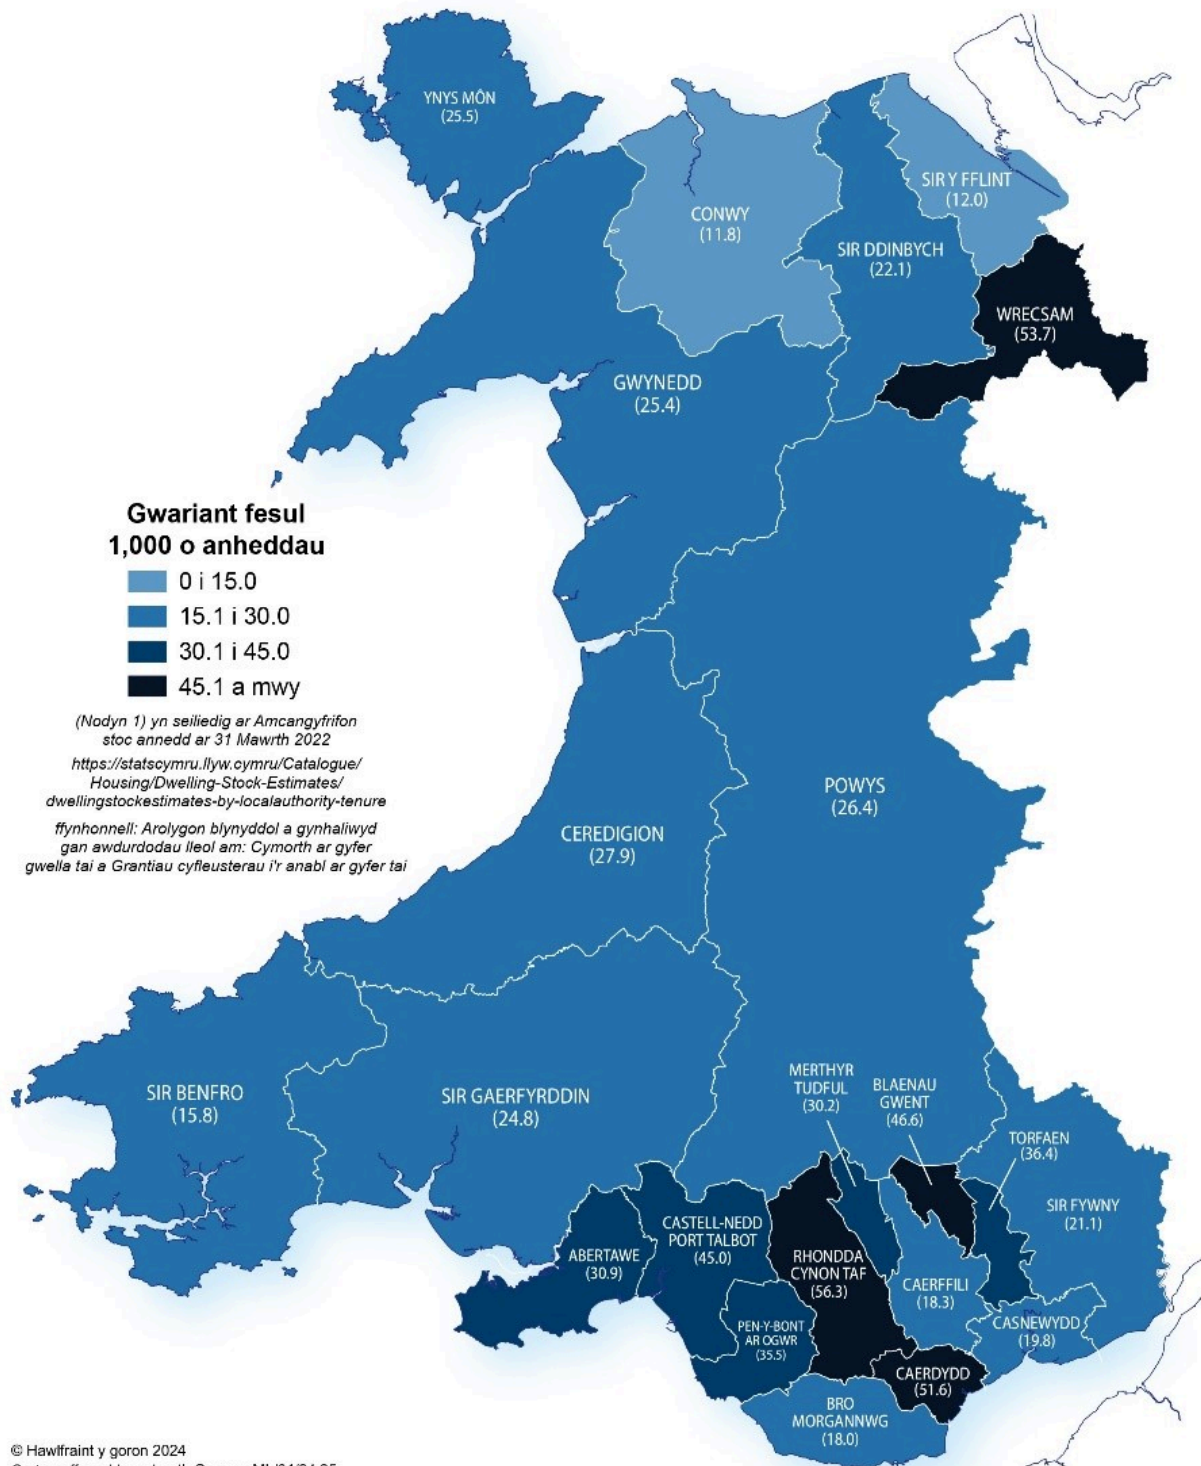 YNYS MÔN
(25.5)
CONWY
(11.8)
SIR Y FFLINT
(12.0)
SIR DDINBYCH
(22.1)
WRECSAM
(53.7)
GWYNEDD
(25.4)
Gwariant fesul
1,000 o anheddau
0 i 15.0
15.1 i 30.0
30.1 i 45.0
45.1 a mwy
(Nodyn 1) yn seiliedig ar Amcangyfrifon
stoc annedd ar 31 Mawrth 2022
https://statscymru.llyw.cymru/Catalogue/
Housing/Dwelling-Stock-Estimates/
dwellingstockestimates-by-localauthority-tenure
ffynhonnell: Arolygon blynyddol a gynhaliwyd
gan awdurdodau lleol am: Cymorth ar gyfer
gwella tai a Grantiau cyfleusterau i'r anabl ar gyfer tai
POWYS
(26.4)
CEREDIGION
(27.9)
SIR BENFRO
(15.8)
SIR GAERFYRDDIN
(24.8)
MERTHYR
TUDFUL
(30.2)
BLAENAU
GWENT
(46.6)
TORFAEN
(36.4)
SIR FYWNY
(21.1)
ABERTAWE
(30.9)
CASTELL-NEDD
PORT TALBOT
(45.0)
RHONDDA
CYNON TAF
(56.3)
CAERFFILI
(18.3)
CASNEWYDD
(19.8)
PEN-Y-BONT
AR OGWR
(35.5)
CAERDYDD
(51.6)
BRO
MORGANNWG
(18.0)
© Hawlfraint y goron 2024